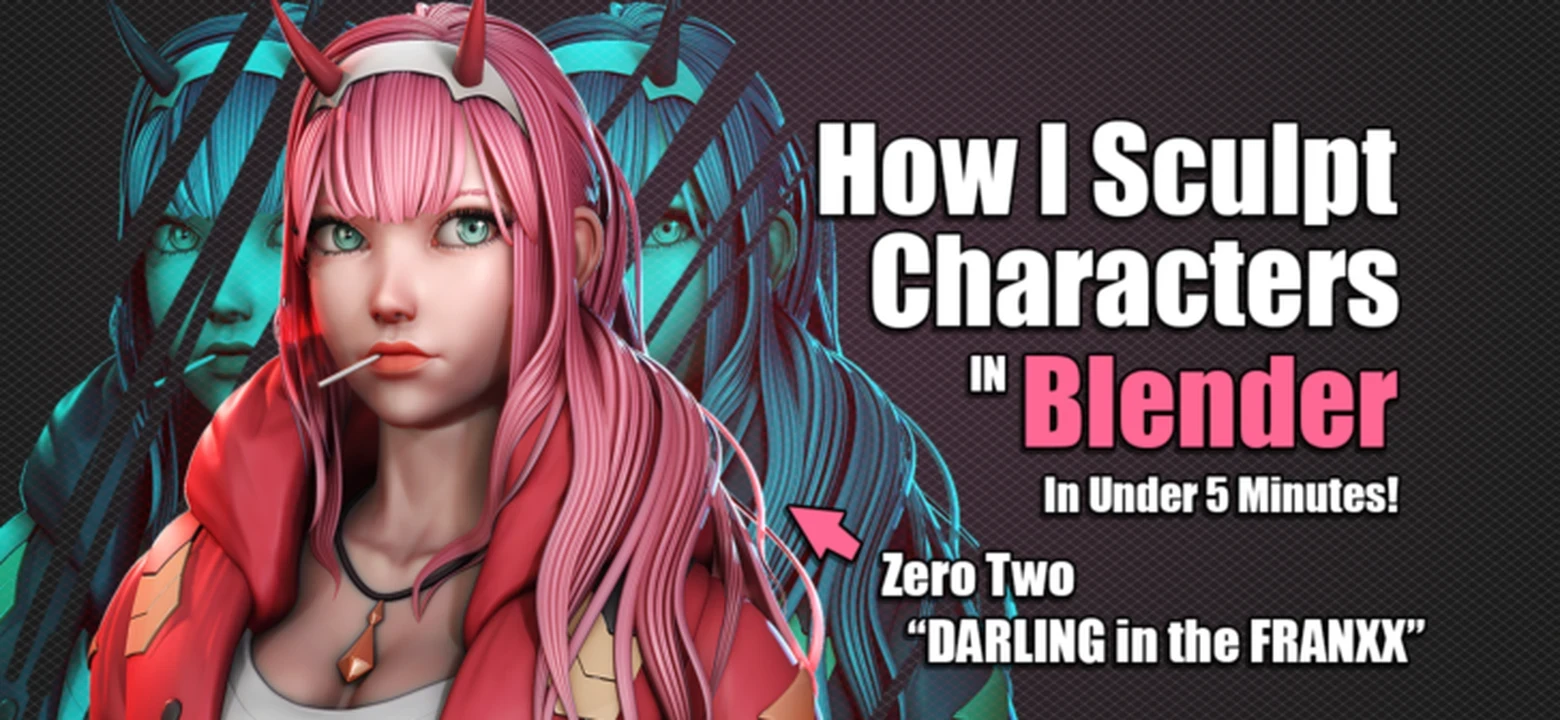 How I Sculpt
Characters
IN Blender
In Under 5 Minutes!
Zero Two
“DARLING in the FRANXX”